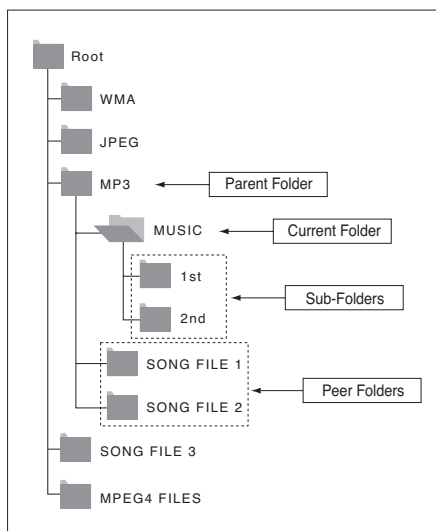 Root
WMA
JPEG
MP3
Parent Folder
MUSIC
Current Folder
1st
Sub-Folders
2nd
SONG FILE 1
Peer Folders
SONG FILE 2
SONG FILE 3
MPEG4 FILES